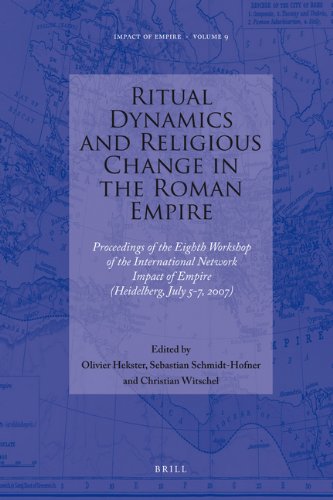 IMPACT OF EMPIRE • VOLUME 9
RITUAL
DYNAMICS
AND RELIGIOUS
CHANGE IN
THE ROMAN
EMPIRE
Proceedings of the Eighth Workshop
of the International Network
Impact of Empire
(Heidelberg, July 5-7, 2007)
Edited by
Olivier Hekster, Sebastian Schmidt-Hofner
and Christian Witschel
BRILL